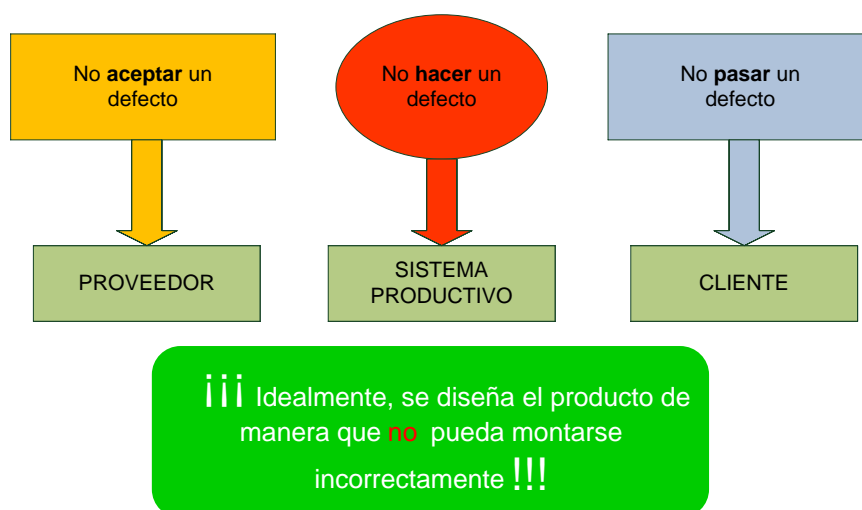 No aceptar un
defecto
No hacer un
defecto
No pasar un
defecto
PROVEEDOR
SISTEMA
PRODUCTIVO
CLIENTE
¡¡¡ Idealmente, se diseña el producto de
manera que no pueda montarse
incorrectamente !!!